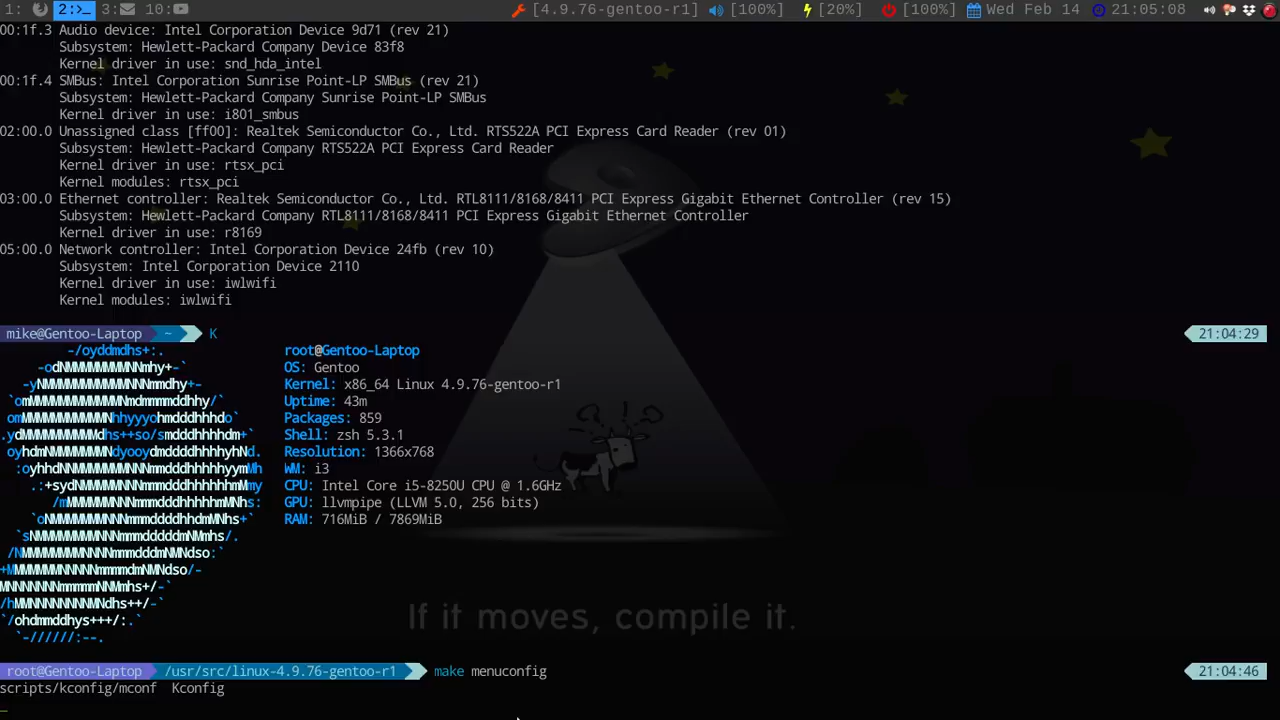 1: 2:>_ 3: 10: [4.9.76-gentoo-r1] [100%] [20%] [100%] Wed Feb 14 21:05:08
00:1f.3 Audio device: Intel Corporation Device 9d71 (rev 21)
Subsystem: Hewlett-Packard Company Device 83f8
Kernel driver in use: snd_hda_intel
00:1f.4 SMBus: Intel Corporation Sunrise Point-LP SMBus (rev 21)
Subsystem: Hewlett-Packard Company Sunrise Point-LP SMBus
Kernel driver in use: i801_smbus
02:00.0 Unassigned class [ff00]: Realtek Semiconductor Co., Ltd. RTS522A PCI Express Card Reader (rev 01)
Subsystem: Hewlett-Packard Company RTS522A PCI Express Card Reader
Kernel driver in use: rtsx_pci
Kernel modules: rtsx_pci
03:00.0 Ethernet controller: Realtek Semiconductor Co., Ltd. RTL8111/8168/8411 PCI Express Gigabit Ethernet Controller (rev 15)
Subsystem: Hewlett-Packard Company RTL8111/8168/8411 PCI Express Gigabit Ethernet Controller
Kernel driver in use: r8169
05:00.0 Network controller: Intel Corporation Device 24fb (rev 10)
Subsystem: Intel Corporation Device 2110
Kernel driver in use: iwlwifi
Kernel modules: iwlwifi
mike@Gentoo-Laptop ~ K 21:04:29
root@Gentoo-Laptop
OS: Gentoo
Kernel: x86_64 Linux 4.9.76-gentoo-r1
Uptime: 43m
Packages: 859
Shell: zsh 5.3.1
Resolution: 1366x768
WM: i3
CPU: Intel Core i5-8250U CPU @ 1.6GHz
GPU: llvmpipe (LLVM 5.0, 256 bits)
RAM: 716MiB / 7869MiB
If it moves, compile it.
root@Gentoo-Laptop /usr/src/linux-4.9.76-gentoo-r1 make menuconfig 21:04:46
scripts/kconfig/mconf Kconfig